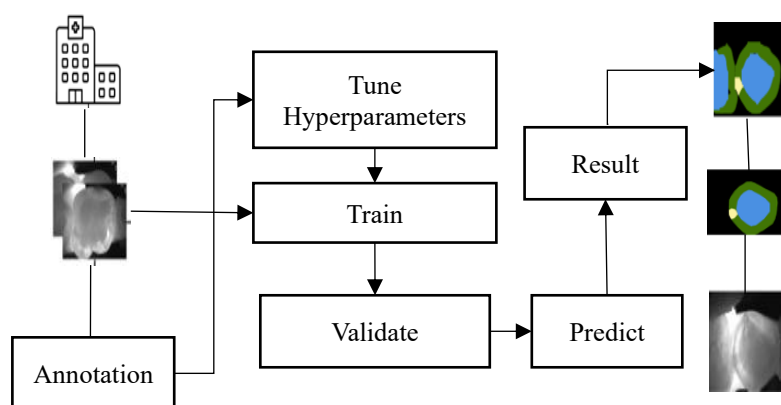 Tune
Hyperparameters
Result
Train
Validate
Predict
Annotation